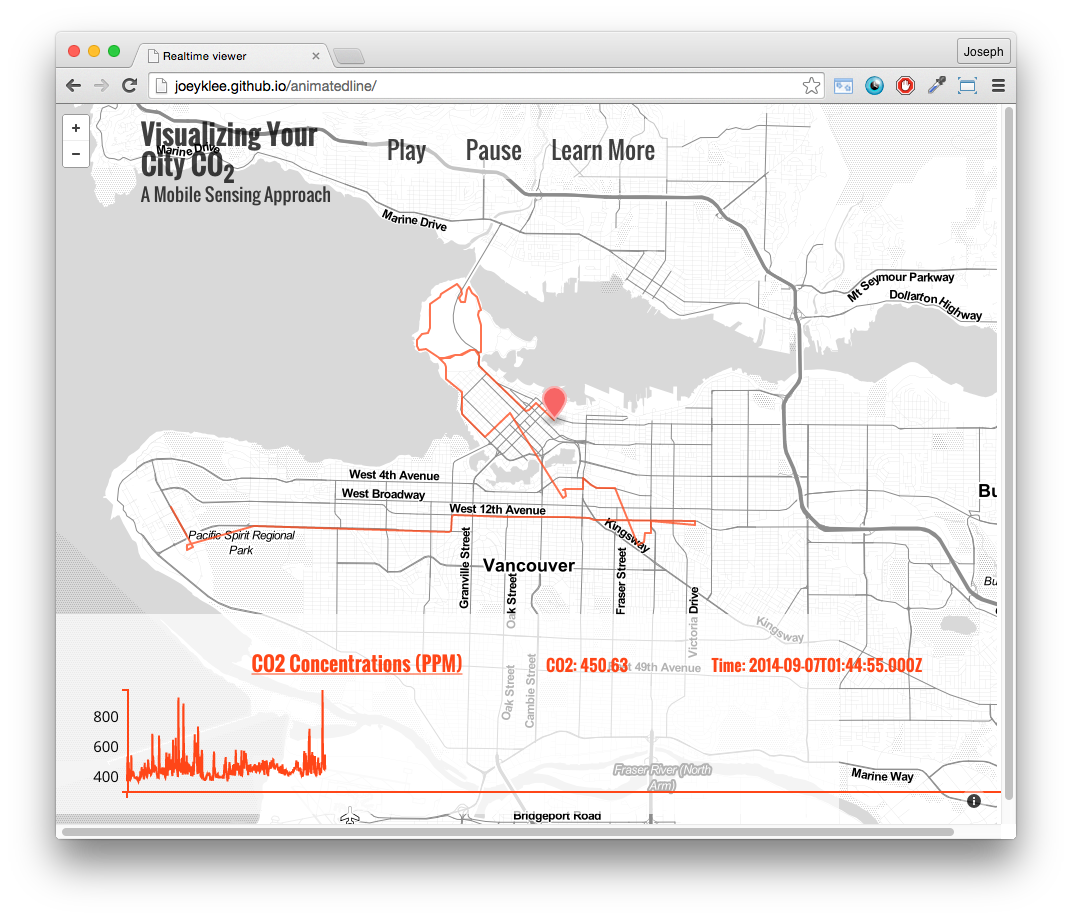 Realtime viewer
Joseph
joeyklee.github.io/animatedline/
+
−
Visualizing Your
City CO2
A Mobile Sensing Approach
Play
Pause
Learn More
Marine Drive
Marine Drive
Mt Seymour Parkway
Dollarton Highway
West 4th Avenue
West Broadway
West 12th Avenue
Pacific Spirit Regional
Park
Kingsway
Granville Street
Oak Street
Fraser Street
Vancouver
Victoria Drive
Kingsway
CO2 Concentrations (PPM)
CO2: 450.63
49th Avenue
Time: 2014-09-07T01:44:55.000Z
Oak Street
Cambie Street
800
600
400
Fraser River (North
Arm)
Marine Way
Bridgeport Road